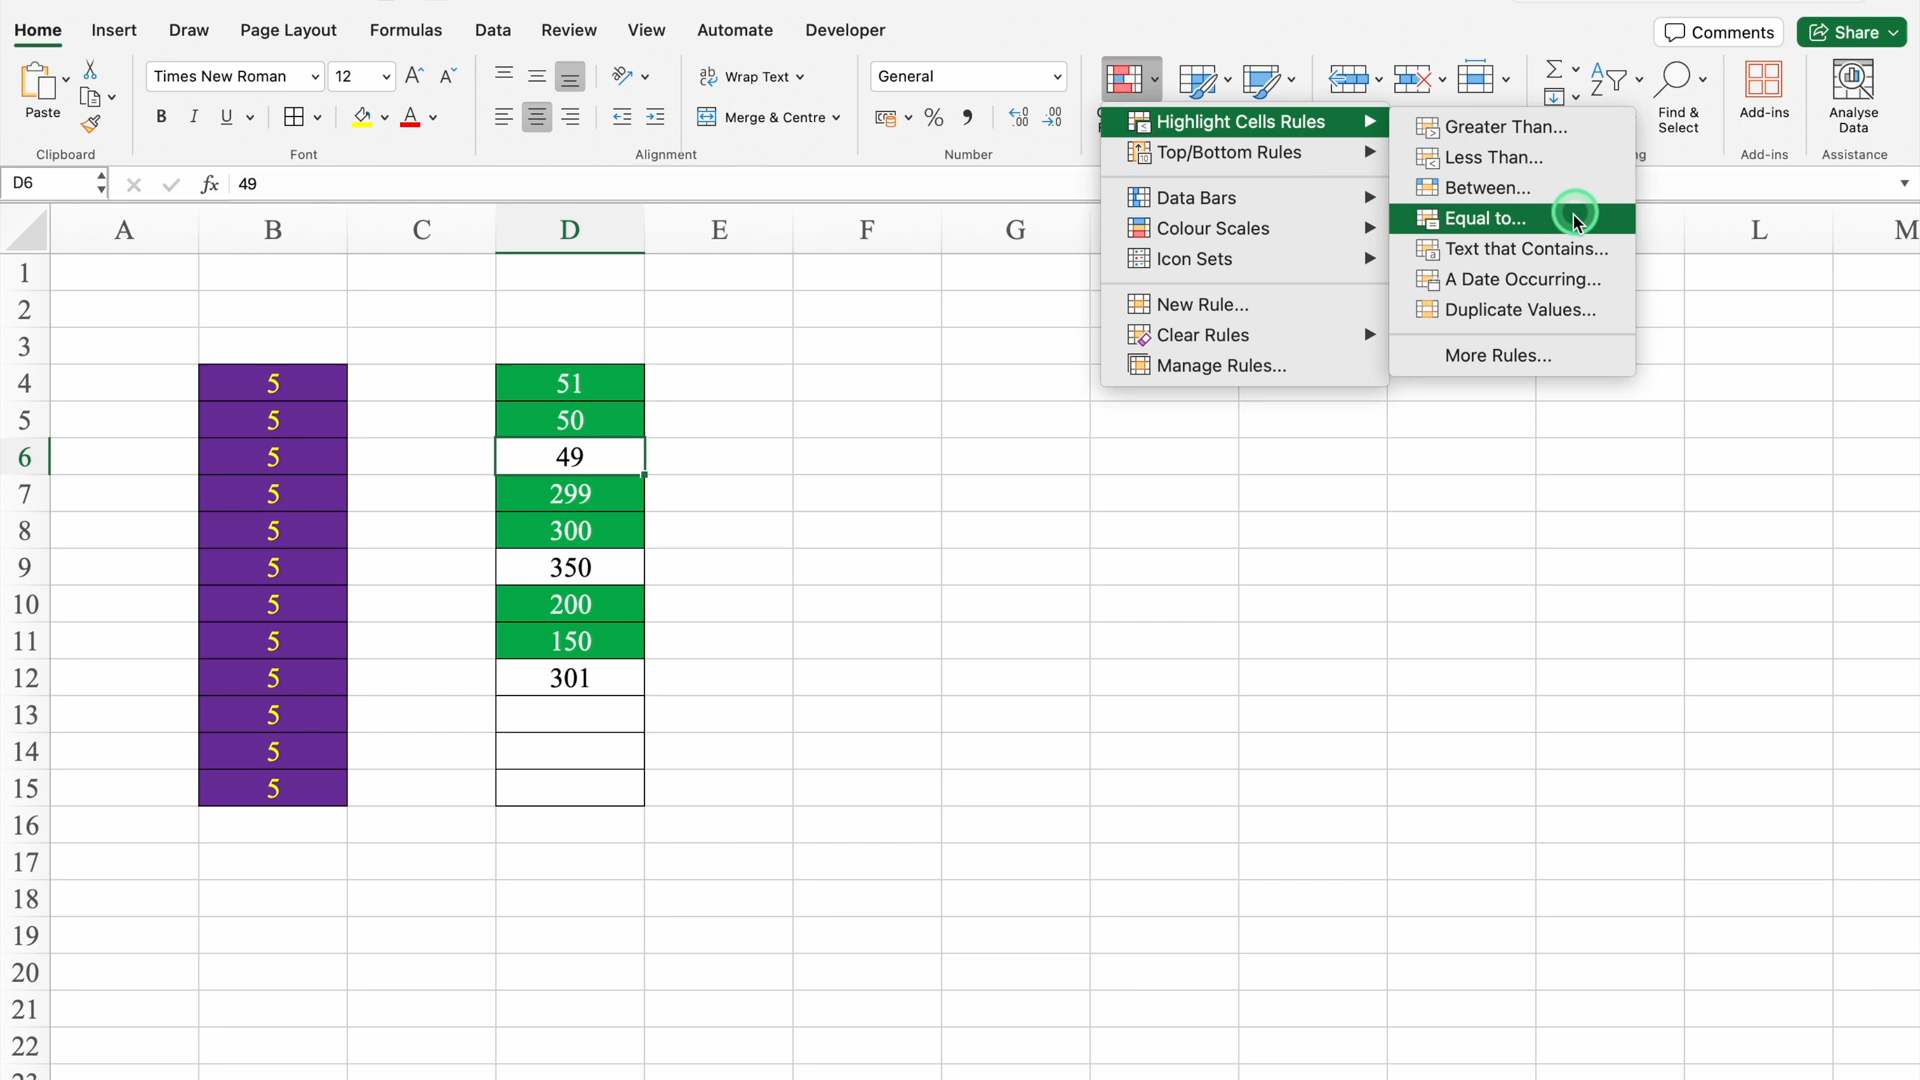 Home Insert Draw Page Layout Formulas Data Review View Automate Developer Comments Share
Times New Roman 12 Wrap Text General
Paste B I U Merge & Centre % Find & Select Add-ins Analyse Data
Clipboard Font Alignment Number Add-ins Assistance
Highlight Cells Rules
Top/Bottom Rules
Data Bars
Colour Scales
Icon Sets
New Rule...
Clear Rules
Manage Rules...
Greater Than...
Less Than...
Between...
Equal to...
Text that Contains...
A Date Occurring...
Duplicate Values...
More Rules...
D6 fx 49
A B C D E F G L M
1
2
3
4 5 51
5 5 50
6 5 49
7 5 299
8 5 300
9 5 350
10 5 200
11 5 150
12 5 301
13 5
14 5
15 5
16
17
18
19
20
21
22